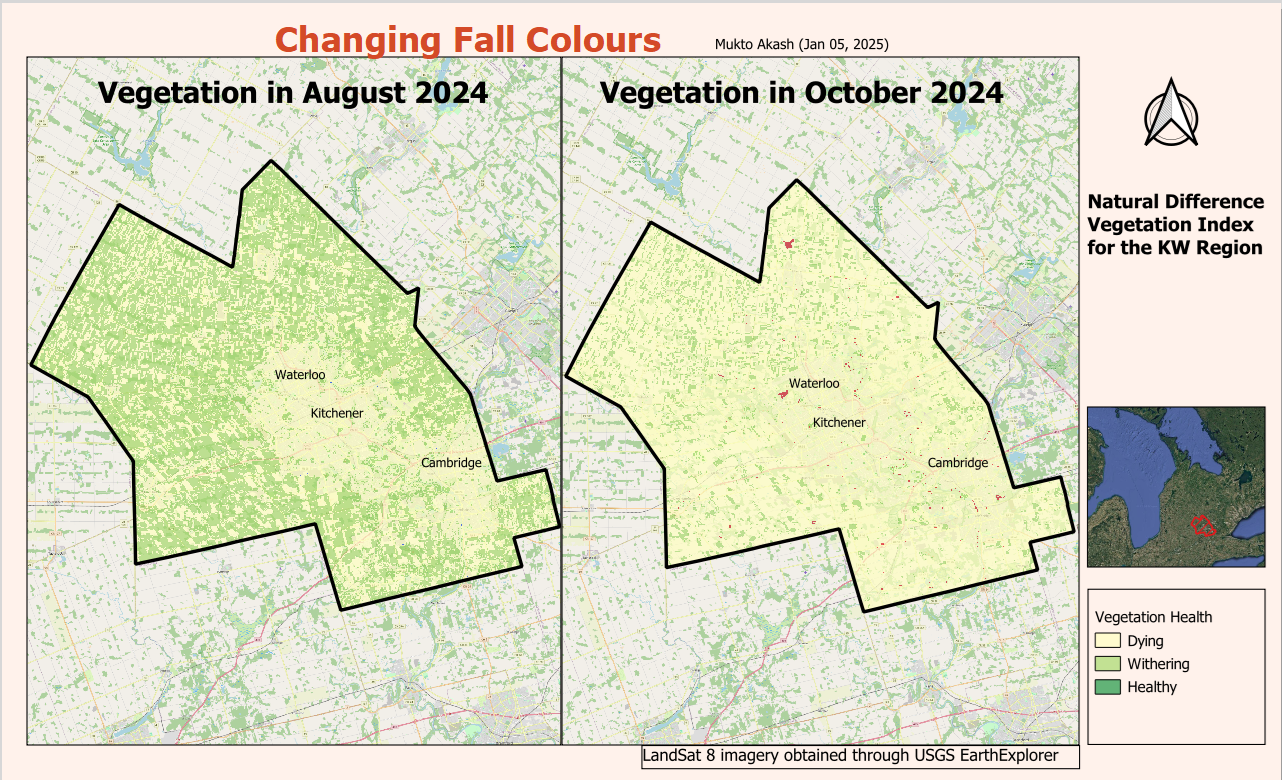 Changing Fall Colours
Mukto Akash (Jan 05, 2025)
Vegetation in August 2024
Vegetation in October 2024
Natural Difference
Vegetation Index
for the KW Region
Waterloo
Kitchener
Cambridge
Waterloo
Kitchener
Cambridge
Vegetation Health
Dying
Withering
Healthy
LandSat 8 imagery obtained through USGS EarthExplorer